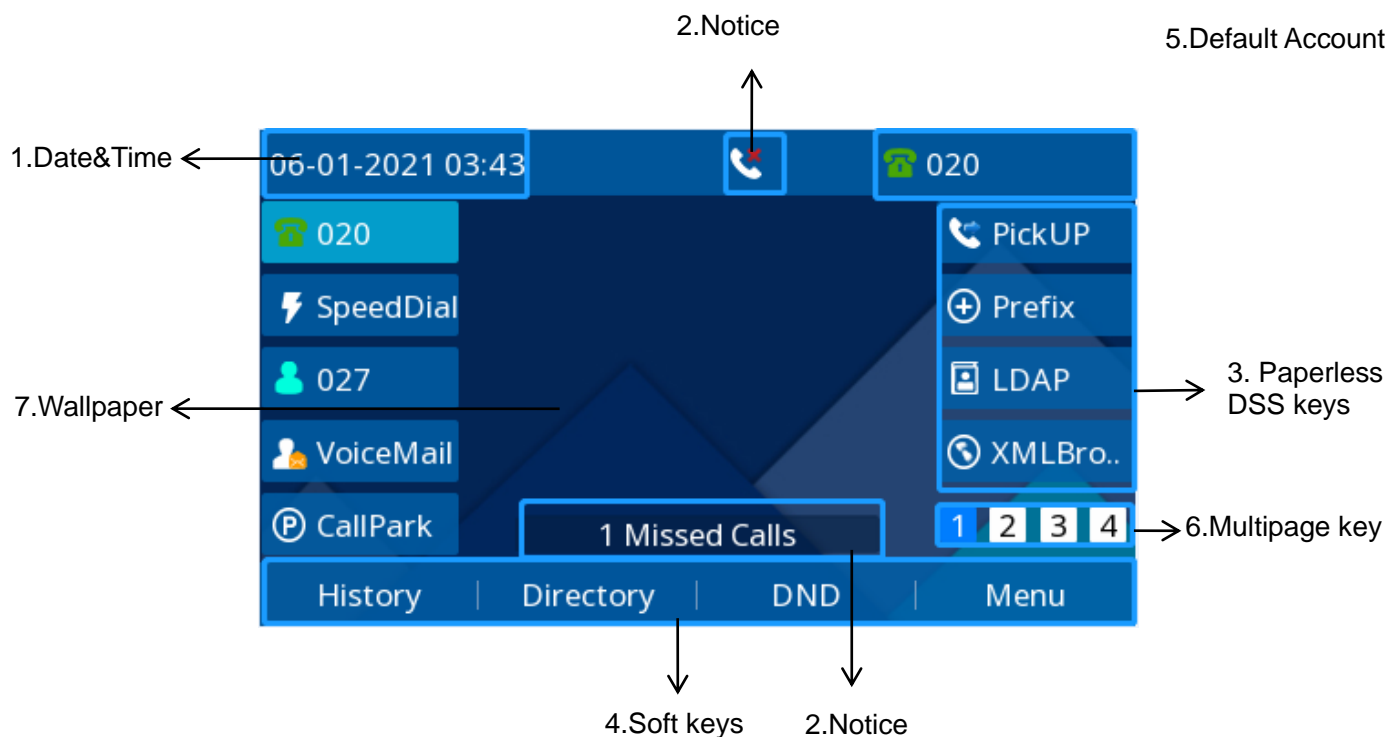 2.Notice
5.Default Account
1.Date&Time
06-01-2021 03:43
020
020
PickUP
SpeedDial
Prefix
027
LDAP
3. Paperless
DSS keys
7.Wallpaper
VoiceMail
XMLBro..
CallPark
1 Missed Calls
1 2 3 4
6.Multipage key
History | Directory | DND | Menu
4.Soft keys
2.Notice